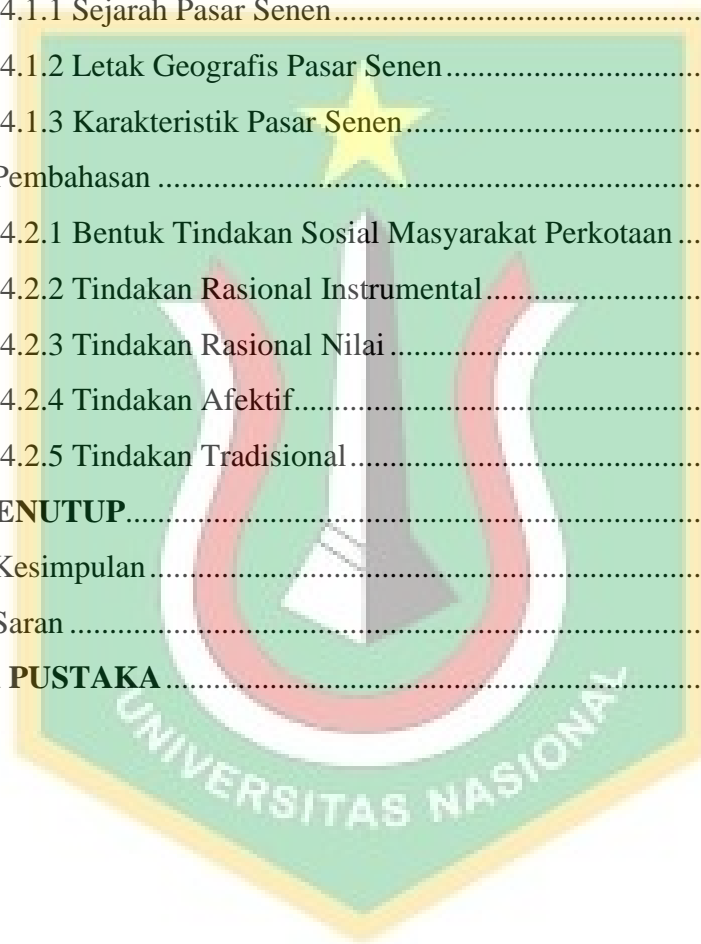 4.1.1 Sejarah Pasar Senen........................................
4.1.2 Letak Geografis Pasar Senen........................................
4.1.3 Karakteristik Pasar Senen........................................
Pembahasan........................................
4.2.1 Bentuk Tindakan Sosial Masyarakat Perkotaan...
4.2.2 Tindakan Rasional Instrumental........................................
4.2.3 Tindakan Rasional Nilai........................................
4.2.4 Tindakan Afektif........................................
4.2.5 Tindakan Tradisional........................................
ENUTUP........................................
Kesimpulan........................................
Saran........................................
PUSTAKA........................................
UNIVERSITAS NASIONAL